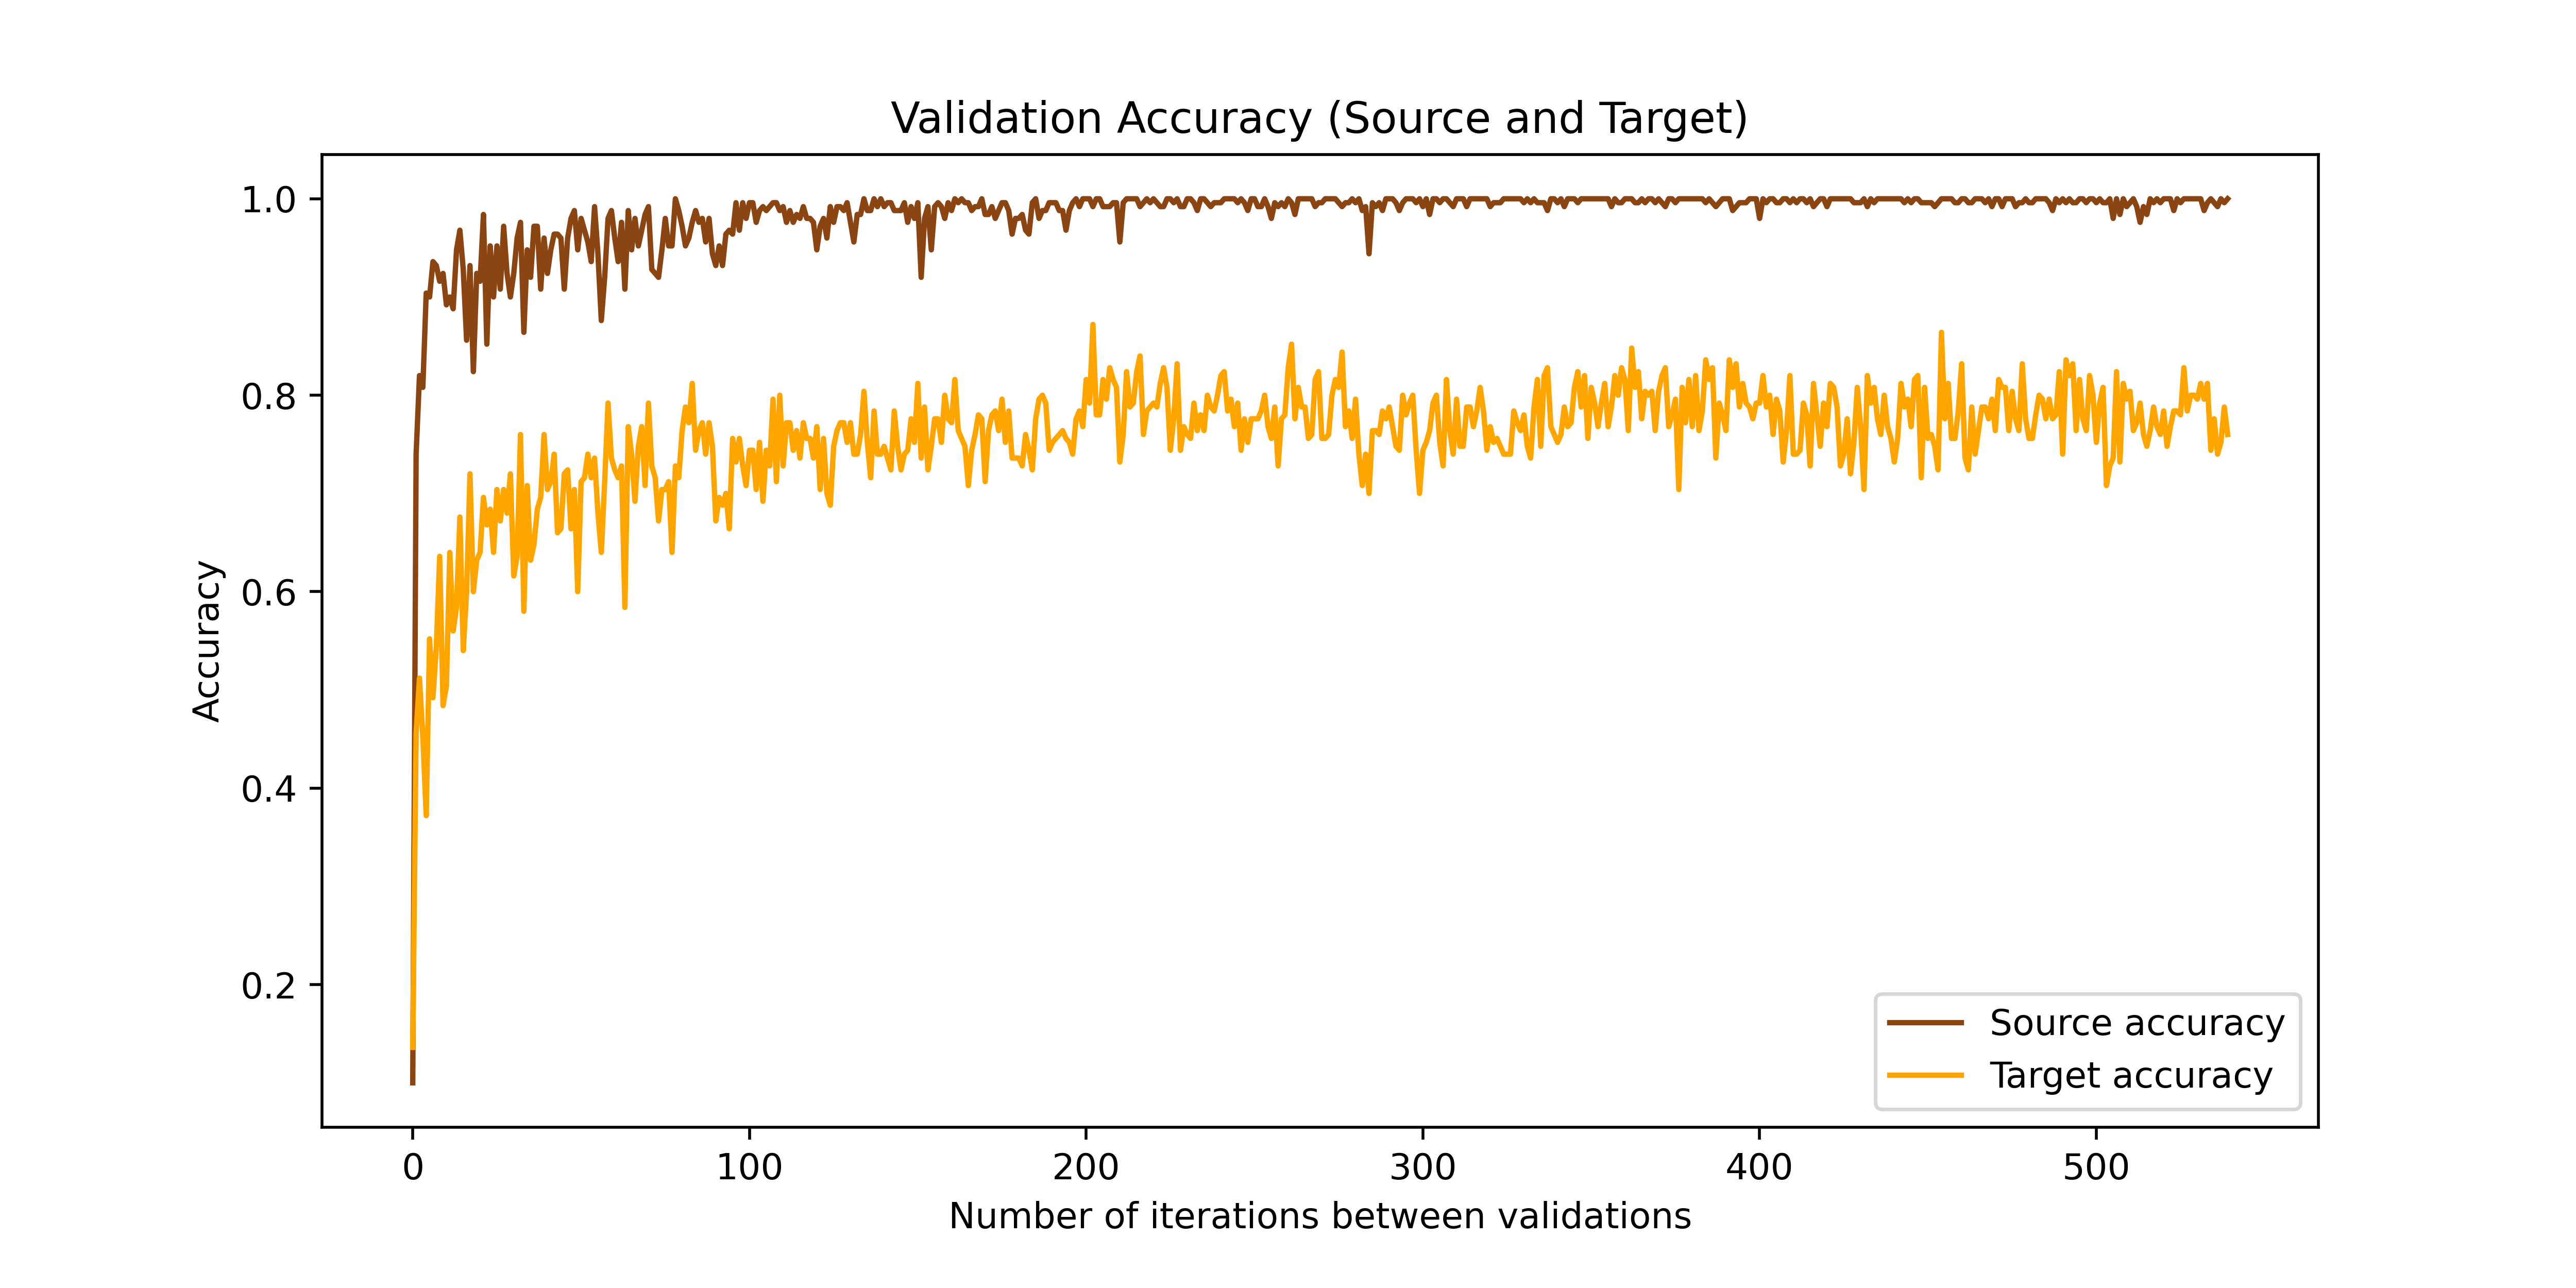 Validation Accuracy (Source and Target)
1.0
0.8
0.6
0.4
0.2
Accuracy
0 100 200 300 400 500
Number of iterations between validations
Source accuracy
Target accuracy